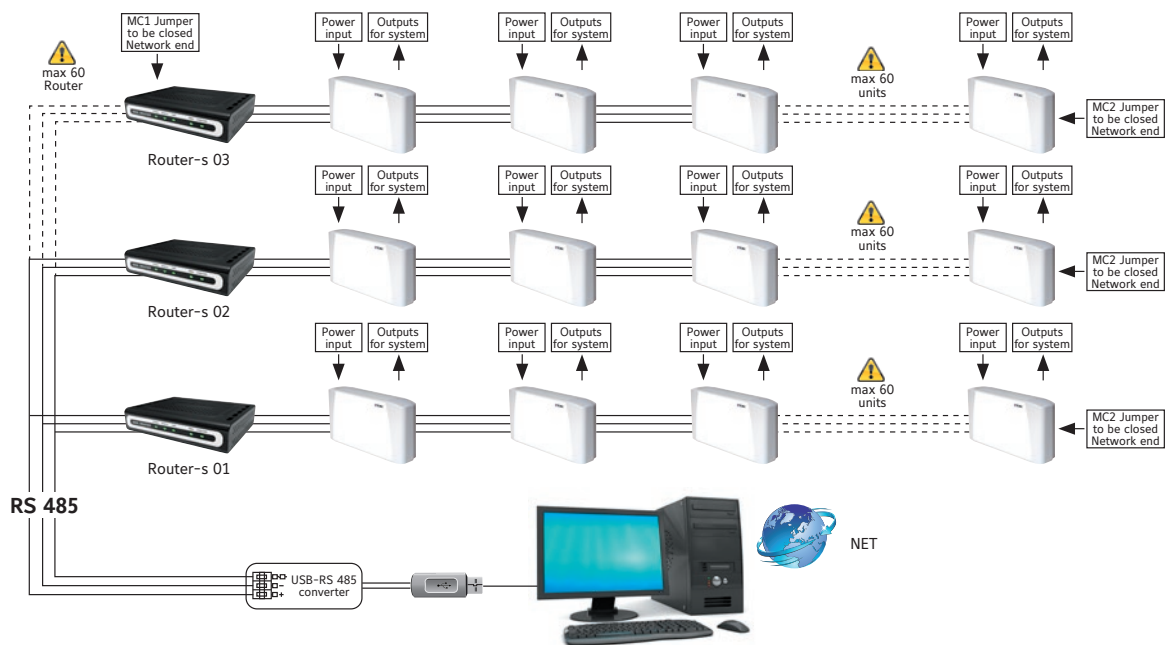 MC1 Jumper
to be closed
Network end
Power
input
Outputs
for system
Power
input
Outputs
for system
Power
input
Outputs
for system
Power
input
Outputs
for system
max 60
Router
max 60
units
MC2 Jumper
to be closed
Network end
Router-s 03
Power
input
Outputs
for system
Power
input
Outputs
for system
Power
input
Outputs
for system
Power
input
Outputs
for system
max 60
units
MC2 Jumper
to be closed
Network end
Router-s 02
Power
input
Outputs
for system
Power
input
Outputs
for system
Power
input
Outputs
for system
Power
input
Outputs
for system
max 60
units
MC2 Jumper
to be closed
Network end
Router-s 01
RS 485
NET
USB-RS 485
converter
-
+